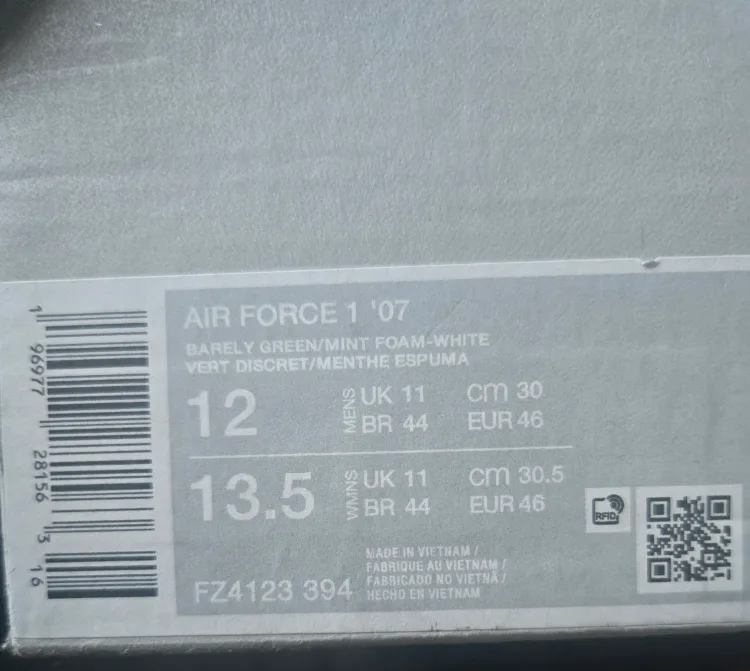 AIR FORCE 1 '07
BARELY GREEN/MINT FOAM-WHITE
VERT DISCRET/MENTHE ESPUMA
12
MENS
UK 11 cm 30
BR 44 EUR 46
13.5
WMNS
UK 11 cm 30.5
BR 44 EUR 46
RFID
MADE IN VIETNAM /
FABRIQUE AU VIETNAM /
FABRICADO NO VIETNÃ /
HECHO EN VIETNAM
FZ4123 394
1 96977 28156 3 16